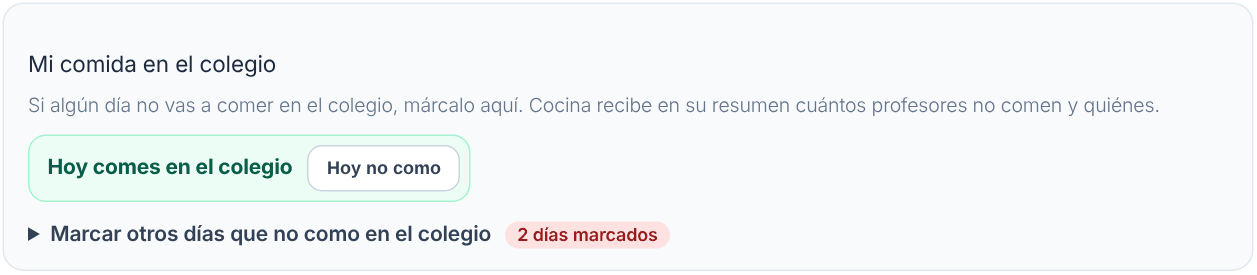 Mi comida en el colegio
Si algún día no vas a comer en el colegio, márcalo aquí. Cocina recibe en su resumen cuántos profesores no comen y quiénes.
Hoy comes en el colegio Hoy no como
Marcar otros días que no como en el colegio 2 días marcados